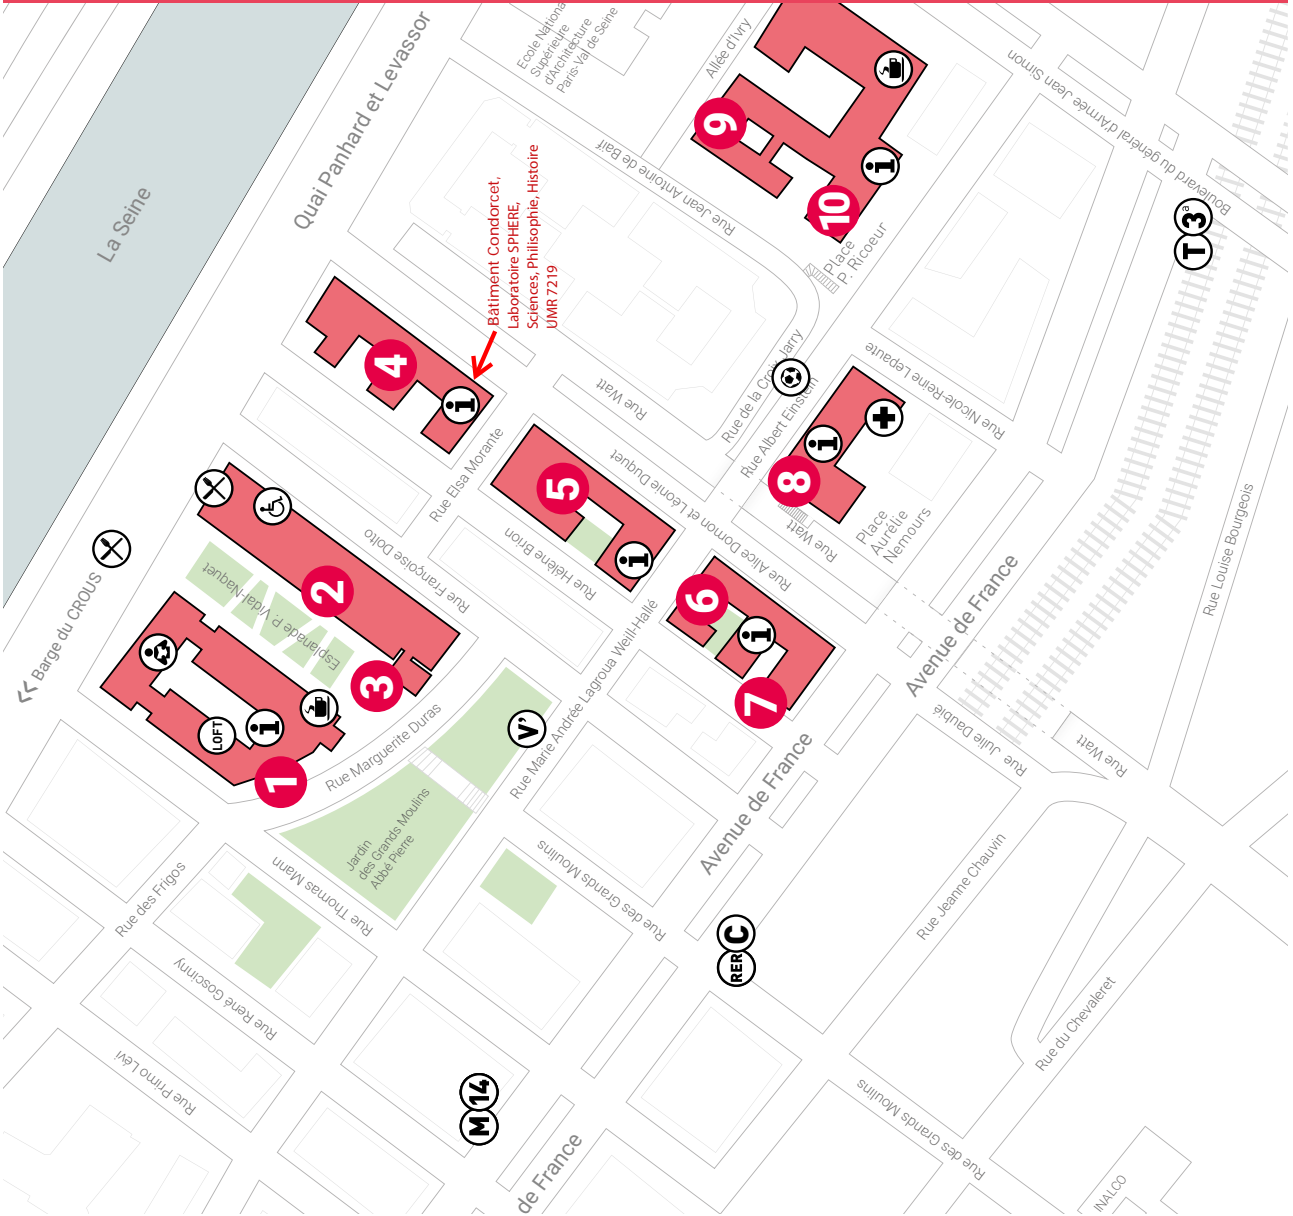 La Seine
Quai Panhard et Levassor
Ecole Nationa
Supérieure
d'Architecture
Paris-Val de Seine
Allée d'Ivry
Boulevard du général d'Armée Jean Simon
Rue Jean Antoine de Baïf
9
10
Place
P. Ricoeur
T 3a
Bâtiment Condorcet,
Laboratoire SPHERE,
Sciences, Philisophie, Histoire
UMR 7219
4
Rue Watt
Rue de la Croix Jarry
Rue Albert Einstein
Rue Nicole-Reine Lepaute
8
Place
Aurélie
Nemours
Rue Watt
Rue Elsa Morante
5
Rue Hélène Brion
Rue Alice Domon et Léonie Duquet
Rue Françoise Dolto
Barge du CROUS
Esplanade P. Vidal-Naquet
2
3
1
LOFT
6
7
Rue Marguerite Duras
V'
Rue Marie Andrée Lagroua Weill-Hallé
Jardin
des Grands Moulins
Abbé Pierre
Avenue de France
Avenue de France
Rue Julie Daubié
Rue Watt
Rue Louise Bourgeois
Rue des Frigos
Rue Thomas Mann
Rue des Grands Moulins
Rue René Goscinny
Rue Primo Lévi
RER C
M 14
Rue Jeanne Chauvin
Rue du Chevaleret
Rue des Grands Moulins
de France
INALCO